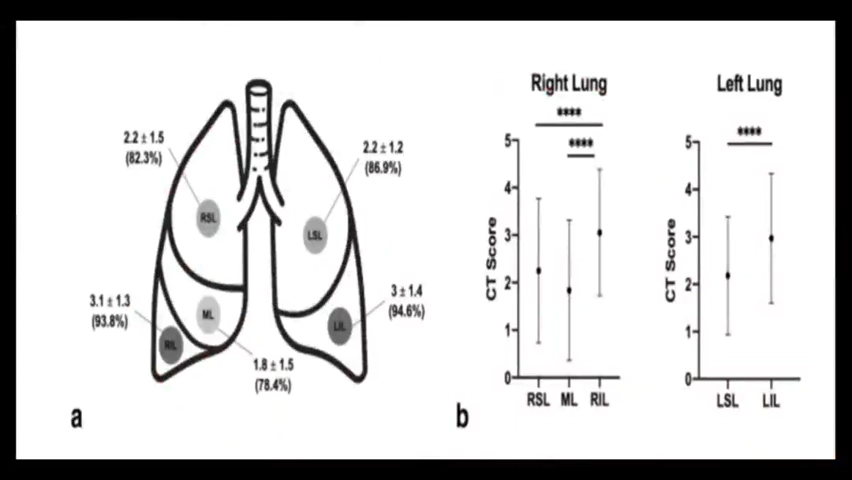 2.2 ± 1.5
(82.3%)
2.2 ± 1.2
(86.9%)
RSL
LSL
3.1 ± 1.3
(93.8%)
ML
RIL
LIL
3 ± 1.4
(94.6%)
1.8 ± 1.5
(78.4%)
a
Right Lung
****
****
5
4
3
2
1
0
CT Score
RSL ML RIL
Left Lung
****
5
4
3
2
1
0
CT Score
LSL LIL
b